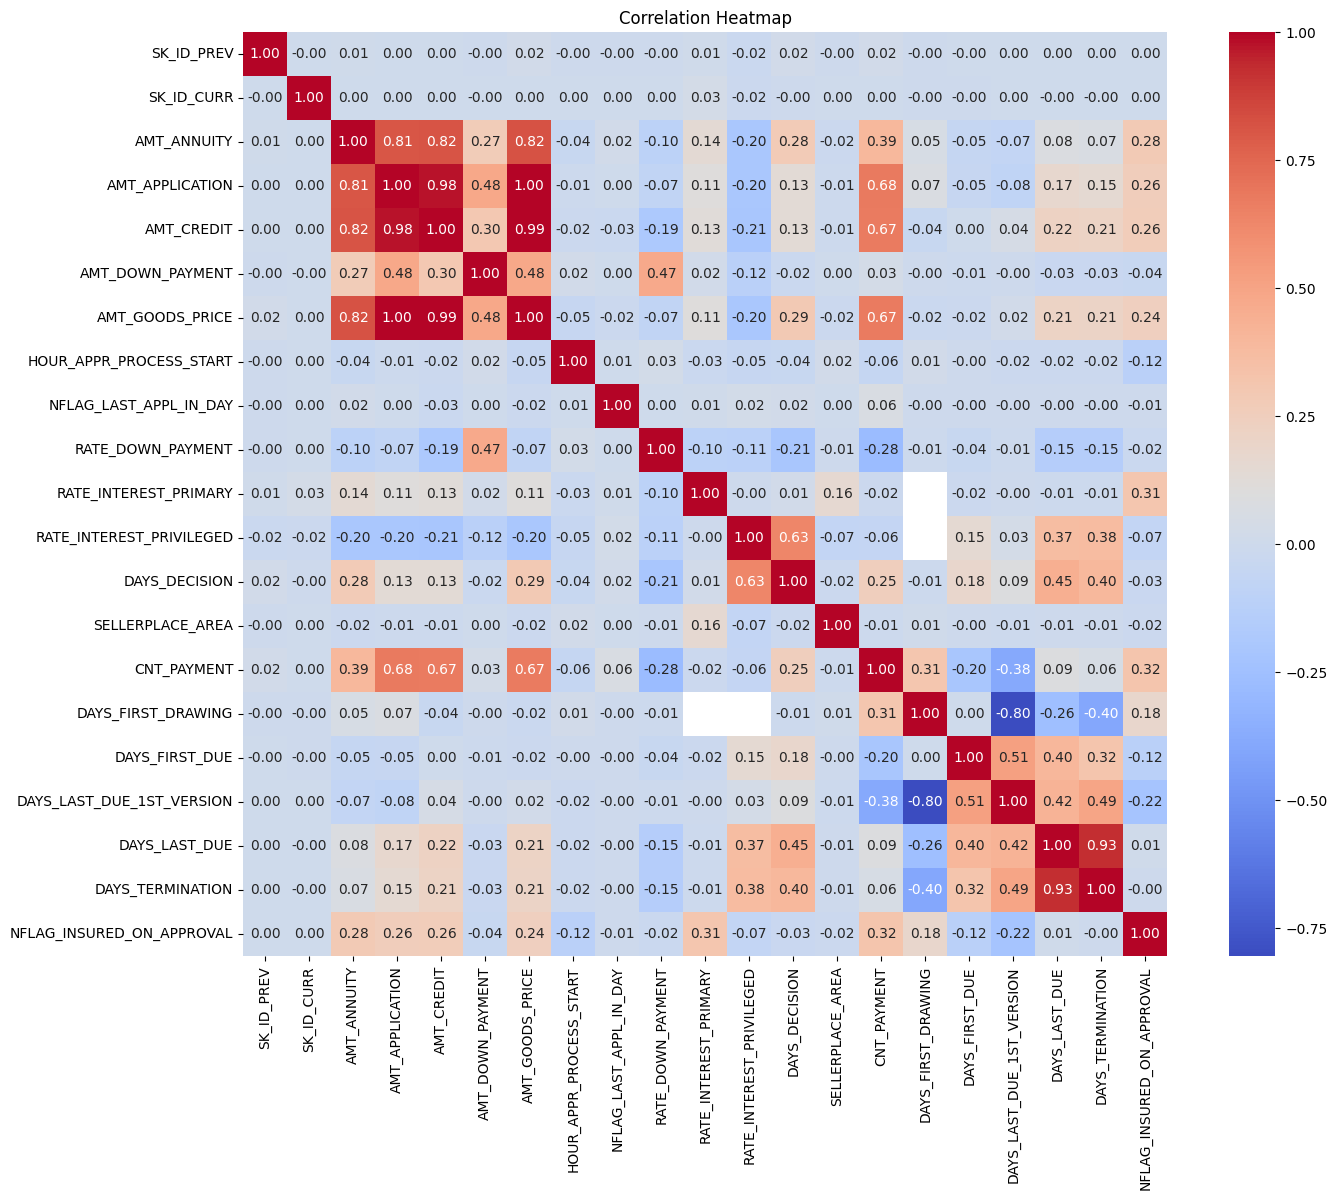 Correlation Heatmap
SK_ID_PREV 1.00 -0.00 0.01 0.00 0.00 -0.00 0.02 -0.00 -0.00 -0.00 0.01 -0.02 0.02 -0.00 0.02 -0.00 -0.00 0.00 0.00 0.00 0.00
SK_ID_CURR -0.00 1.00 0.00 0.00 0.00 -0.00 0.00 0.00 0.00 0.00 0.03 -0.02 -0.00 0.00 0.00 -0.00 -0.00 0.00 -0.00 -0.00 0.00
AMT_ANNUITY 0.01 0.00 1.00 0.81 0.82 0.27 0.82 -0.04 0.02 -0.10 0.14 -0.20 0.28 -0.02 0.39 0.05 -0.05 -0.07 0.08 0.07 0.28
AMT_APPLICATION 0.00 0.00 0.81 1.00 0.98 0.48 1.00 -0.01 0.00 -0.07 0.11 -0.20 0.13 -0.01 0.68 0.07 -0.05 -0.08 0.17 0.15 0.26
AMT_CREDIT 0.00 0.00 0.82 0.98 1.00 0.30 0.99 -0.02 -0.03 -0.19 0.13 -0.21 0.13 -0.01 0.67 -0.04 0.00 0.04 0.22 0.21 0.26
AMT_DOWN_PAYMENT -0.00 -0.00 0.27 0.48 0.30 1.00 0.48 0.02 0.00 0.47 0.02 -0.12 -0.02 0.00 0.03 -0.00 -0.01 -0.00 -0.03 -0.03 -0.04
AMT_GOODS_PRICE 0.02 0.00 0.82 1.00 0.99 0.48 1.00 -0.05 -0.02 -0.07 0.11 -0.20 0.29 -0.02 0.67 -0.02 -0.02 0.02 0.21 0.21 0.24
HOUR_APPR_PROCESS_START -0.00 0.00 -0.04 -0.01 -0.02 0.02 -0.05 1.00 0.01 0.03 -0.03 -0.05 -0.04 0.02 -0.06 0.01 -0.00 -0.02 -0.02 -0.02 -0.12
NFLAG_LAST_APPL_IN_DAY -0.00 0.00 0.02 0.00 -0.03 0.00 -0.02 0.01 1.00 0.00 0.01 0.02 0.02 0.00 0.06 -0.00 -0.00 -0.00 -0.00 -0.00 -0.01
RATE_DOWN_PAYMENT -0.00 0.00 -0.10 -0.07 -0.19 0.47 -0.07 0.03 0.00 1.00 -0.10 -0.11 -0.21 -0.01 -0.28 -0.01 -0.04 -0.01 -0.15 -0.15 -0.02
RATE_INTEREST_PRIMARY 0.01 0.03 0.14 0.11 0.13 0.02 0.11 -0.03 0.01 -0.10 1.00 -0.00 0.01 0.16 -0.02 -0.02 -0.00 -0.01 -0.01 0.31
RATE_INTEREST_PRIVILEGED -0.02 -0.02 -0.20 -0.20 -0.21 -0.12 -0.20 -0.05 0.02 -0.11 -0.00 1.00 0.63 -0.07 -0.06 0.15 0.03 0.37 0.38 -0.07
DAYS_DECISION 0.02 -0.00 0.28 0.13 0.13 -0.02 0.29 -0.04 0.02 -0.21 0.01 0.63 1.00 -0.02 0.25 -0.01 0.18 0.09 0.45 0.40 -0.03
SELLERPLACE_AREA -0.00 0.00 -0.02 -0.01 -0.01 0.00 -0.02 0.02 0.00 -0.01 0.16 -0.07 -0.02 1.00 -0.01 0.01 -0.00 -0.01 -0.01 -0.01 -0.02
CNT_PAYMENT 0.02 0.00 0.39 0.68 0.67 0.03 0.67 -0.06 0.06 -0.28 -0.02 -0.06 0.25 -0.01 1.00 0.31 -0.20 -0.38 0.09 0.06 0.32
DAYS_FIRST_DRAWING -0.00 -0.00 0.05 0.07 -0.04 -0.00 -0.02 0.01 -0.00 -0.01 -0.01 0.01 0.31 1.00 0.00 -0.80 -0.26 -0.40 0.18
DAYS_FIRST_DUE -0.00 -0.00 -0.05 -0.05 0.00 -0.01 -0.02 -0.00 -0.00 -0.04 -0.02 0.15 0.18 -0.00 -0.20 0.00 1.00 0.51 0.40 0.32 -0.12
DAYS_LAST_DUE_1ST_VERSION 0.00 0.00 -0.07 -0.08 0.04 -0.00 0.02 -0.02 -0.00 -0.01 -0.00 0.03 0.09 -0.01 -0.38 -0.80 0.51 1.00 0.42 0.49 -0.22
DAYS_LAST_DUE 0.00 -0.00 0.08 0.17 0.22 -0.03 0.21 -0.02 -0.00 -0.15 -0.01 0.37 0.45 -0.01 0.09 -0.26 0.40 0.42 1.00 0.93 0.01
DAYS_TERMINATION 0.00 -0.00 0.07 0.15 0.21 -0.03 0.21 -0.02 -0.00 -0.15 -0.01 0.38 0.40 -0.01 0.06 -0.40 0.32 0.49 0.93 1.00 -0.00
NFLAG_INSURED_ON_APPROVAL 0.00 0.00 0.28 0.26 0.26 -0.04 0.24 -0.12 -0.01 -0.02 0.31 -0.07 -0.03 -0.02 0.32 0.18 -0.12 -0.22 0.01 -0.00 1.00
SK_ID_PREV
SK_ID_CURR
AMT_ANNUITY
AMT_APPLICATION
AMT_CREDIT
AMT_DOWN_PAYMENT
AMT_GOODS_PRICE
HOUR_APPR_PROCESS_START
NFLAG_LAST_APPL_IN_DAY
RATE_DOWN_PAYMENT
RATE_INTEREST_PRIMARY
RATE_INTEREST_PRIVILEGED
DAYS_DECISION
SELLERPLACE_AREA
CNT_PAYMENT
DAYS_FIRST_DRAWING
DAYS_FIRST_DUE
DAYS_LAST_DUE_1ST_VERSION
DAYS_LAST_DUE
DAYS_TERMINATION
NFLAG_INSURED_ON_APPROVAL
1.00
0.75
0.50
0.25
0.00
−0.25
−0.50
−0.75